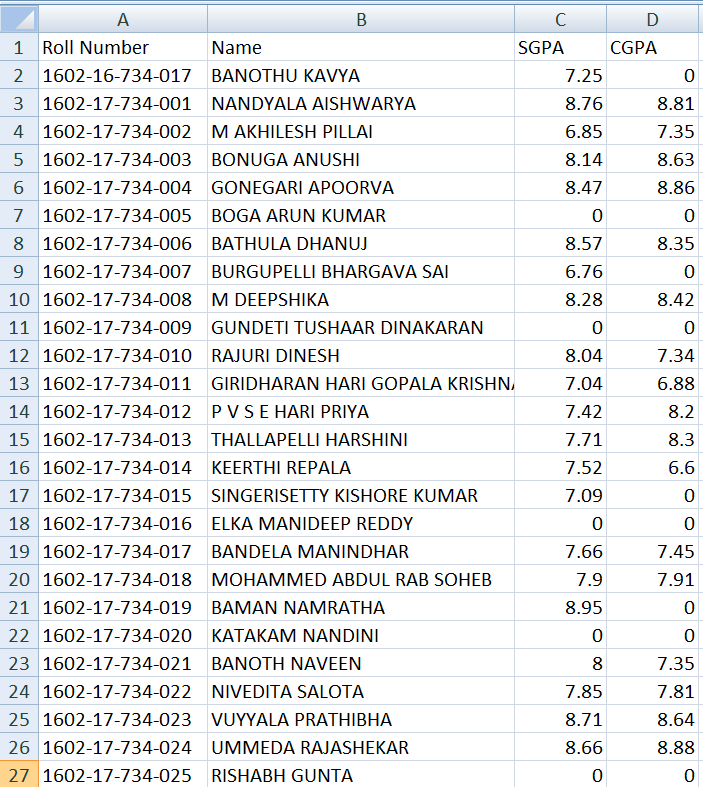 A B C D
1 Roll Number Name SGPA CGPA
2 1602-16-734-017 BANOTHU KAVYA 7.25 0
3 1602-17-734-001 NANDYALA AISHWARYA 8.76 8.81
4 1602-17-734-002 M AKHILESH PILLAI 6.85 7.35
5 1602-17-734-003 BONUGA ANUSHI 8.14 8.63
6 1602-17-734-004 GONEGARI APOORVA 8.47 8.86
7 1602-17-734-005 BOGA ARUN KUMAR 0 0
8 1602-17-734-006 BATHULA DHANUJ 8.57 8.35
9 1602-17-734-007 BURGUPELLI BHARGAVA SAI 6.76 0
10 1602-17-734-008 M DEEPSHIKA 8.28 8.42
11 1602-17-734-009 GUNDETI TUSHAAR DINAKARAN 0 0
12 1602-17-734-010 RAJURI DINESH 8.04 7.34
13 1602-17-734-011 GIRIDHARAN HARI GOPALA KRISHNA 7.04 6.88
14 1602-17-734-012 P V S E HARI PRIYA 7.42 8.2
15 1602-17-734-013 THALLAPELLI HARSHINI 7.71 8.3
16 1602-17-734-014 KEERTHI REPALA 7.52 6.6
17 1602-17-734-015 SINGERISETTY KISHORE KUMAR 7.09 0
18 1602-17-734-016 ELKA MANIDEEP REDDY 0 0
19 1602-17-734-017 BANDELA MANINDHAR 7.66 7.45
20 1602-17-734-018 MOHAMMED ABDUL RAB SOHEB 7.9 7.91
21 1602-17-734-019 BAMAN NAMRATHA 8.95 0
22 1602-17-734-020 KATAKAM NANDINI 0 0
23 1602-17-734-021 BANOTH NAVEEN 8 7.35
24 1602-17-734-022 NIVEDITA SALOTA 7.85 7.81
25 1602-17-734-023 VUYYALA PRATHIBHA 8.71 8.64
26 1602-17-734-024 UMMEDA RAJASHEKAR 8.66 8.88
27 1602-17-734-025 RISHABH GUNTA 0 0